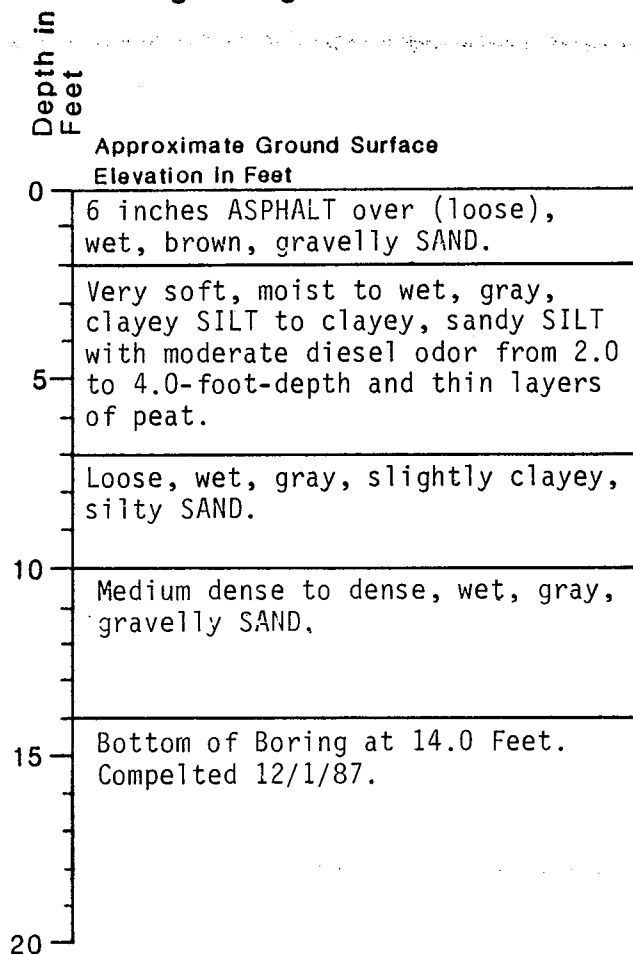 Depth in
Feet
Approximate Ground Surface
Elevation in Feet
0
6 inches ASPHALT over (loose),
wet, brown, gravelly SAND.
Very soft, moist to wet, gray,
clayey SILT to clayey, sandy SILT
with moderate diesel odor from 2.0
5
to 4.0-foot-depth and thin layers
of peat.
Loose, wet, gray, slightly clayey,
silty SAND.
10
Medium dense to dense, wet, gray,
gravelly SAND.
Bottom of Boring at 14.0 Feet.
15
Compelted 12/1/87.
20